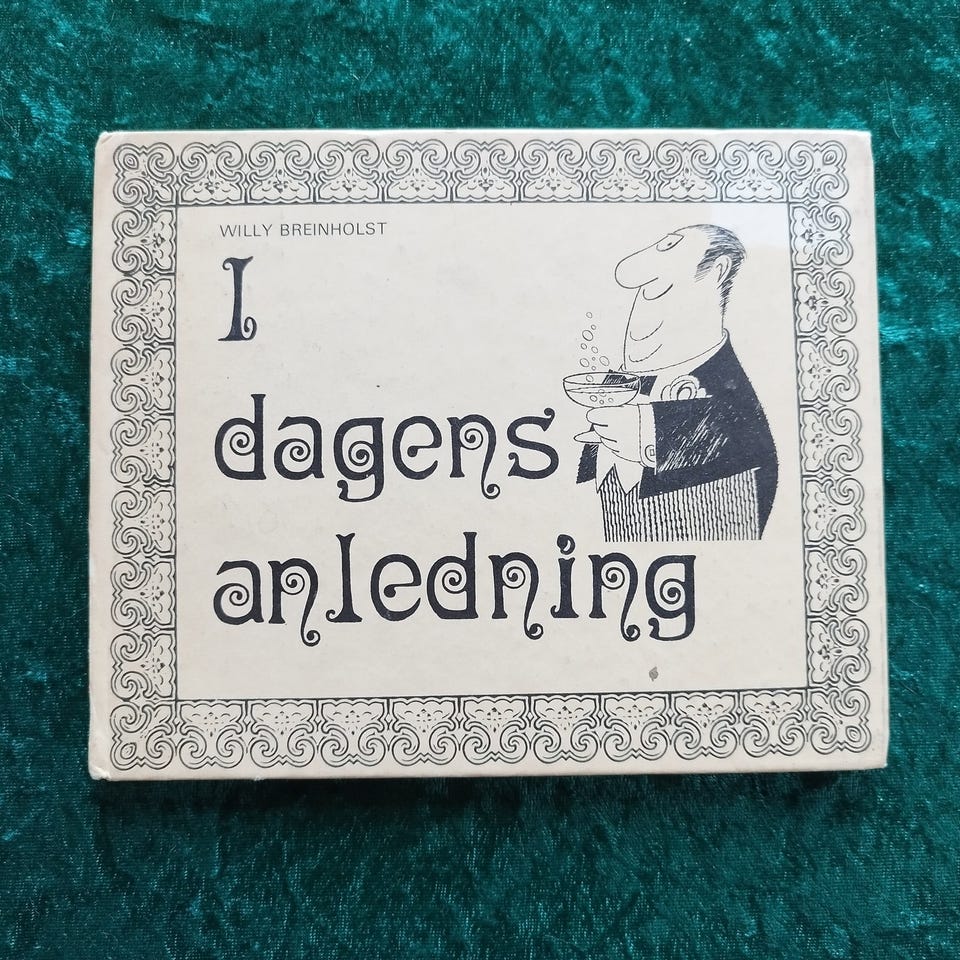 WILLY BREINHOLST
I
dagens
anledning